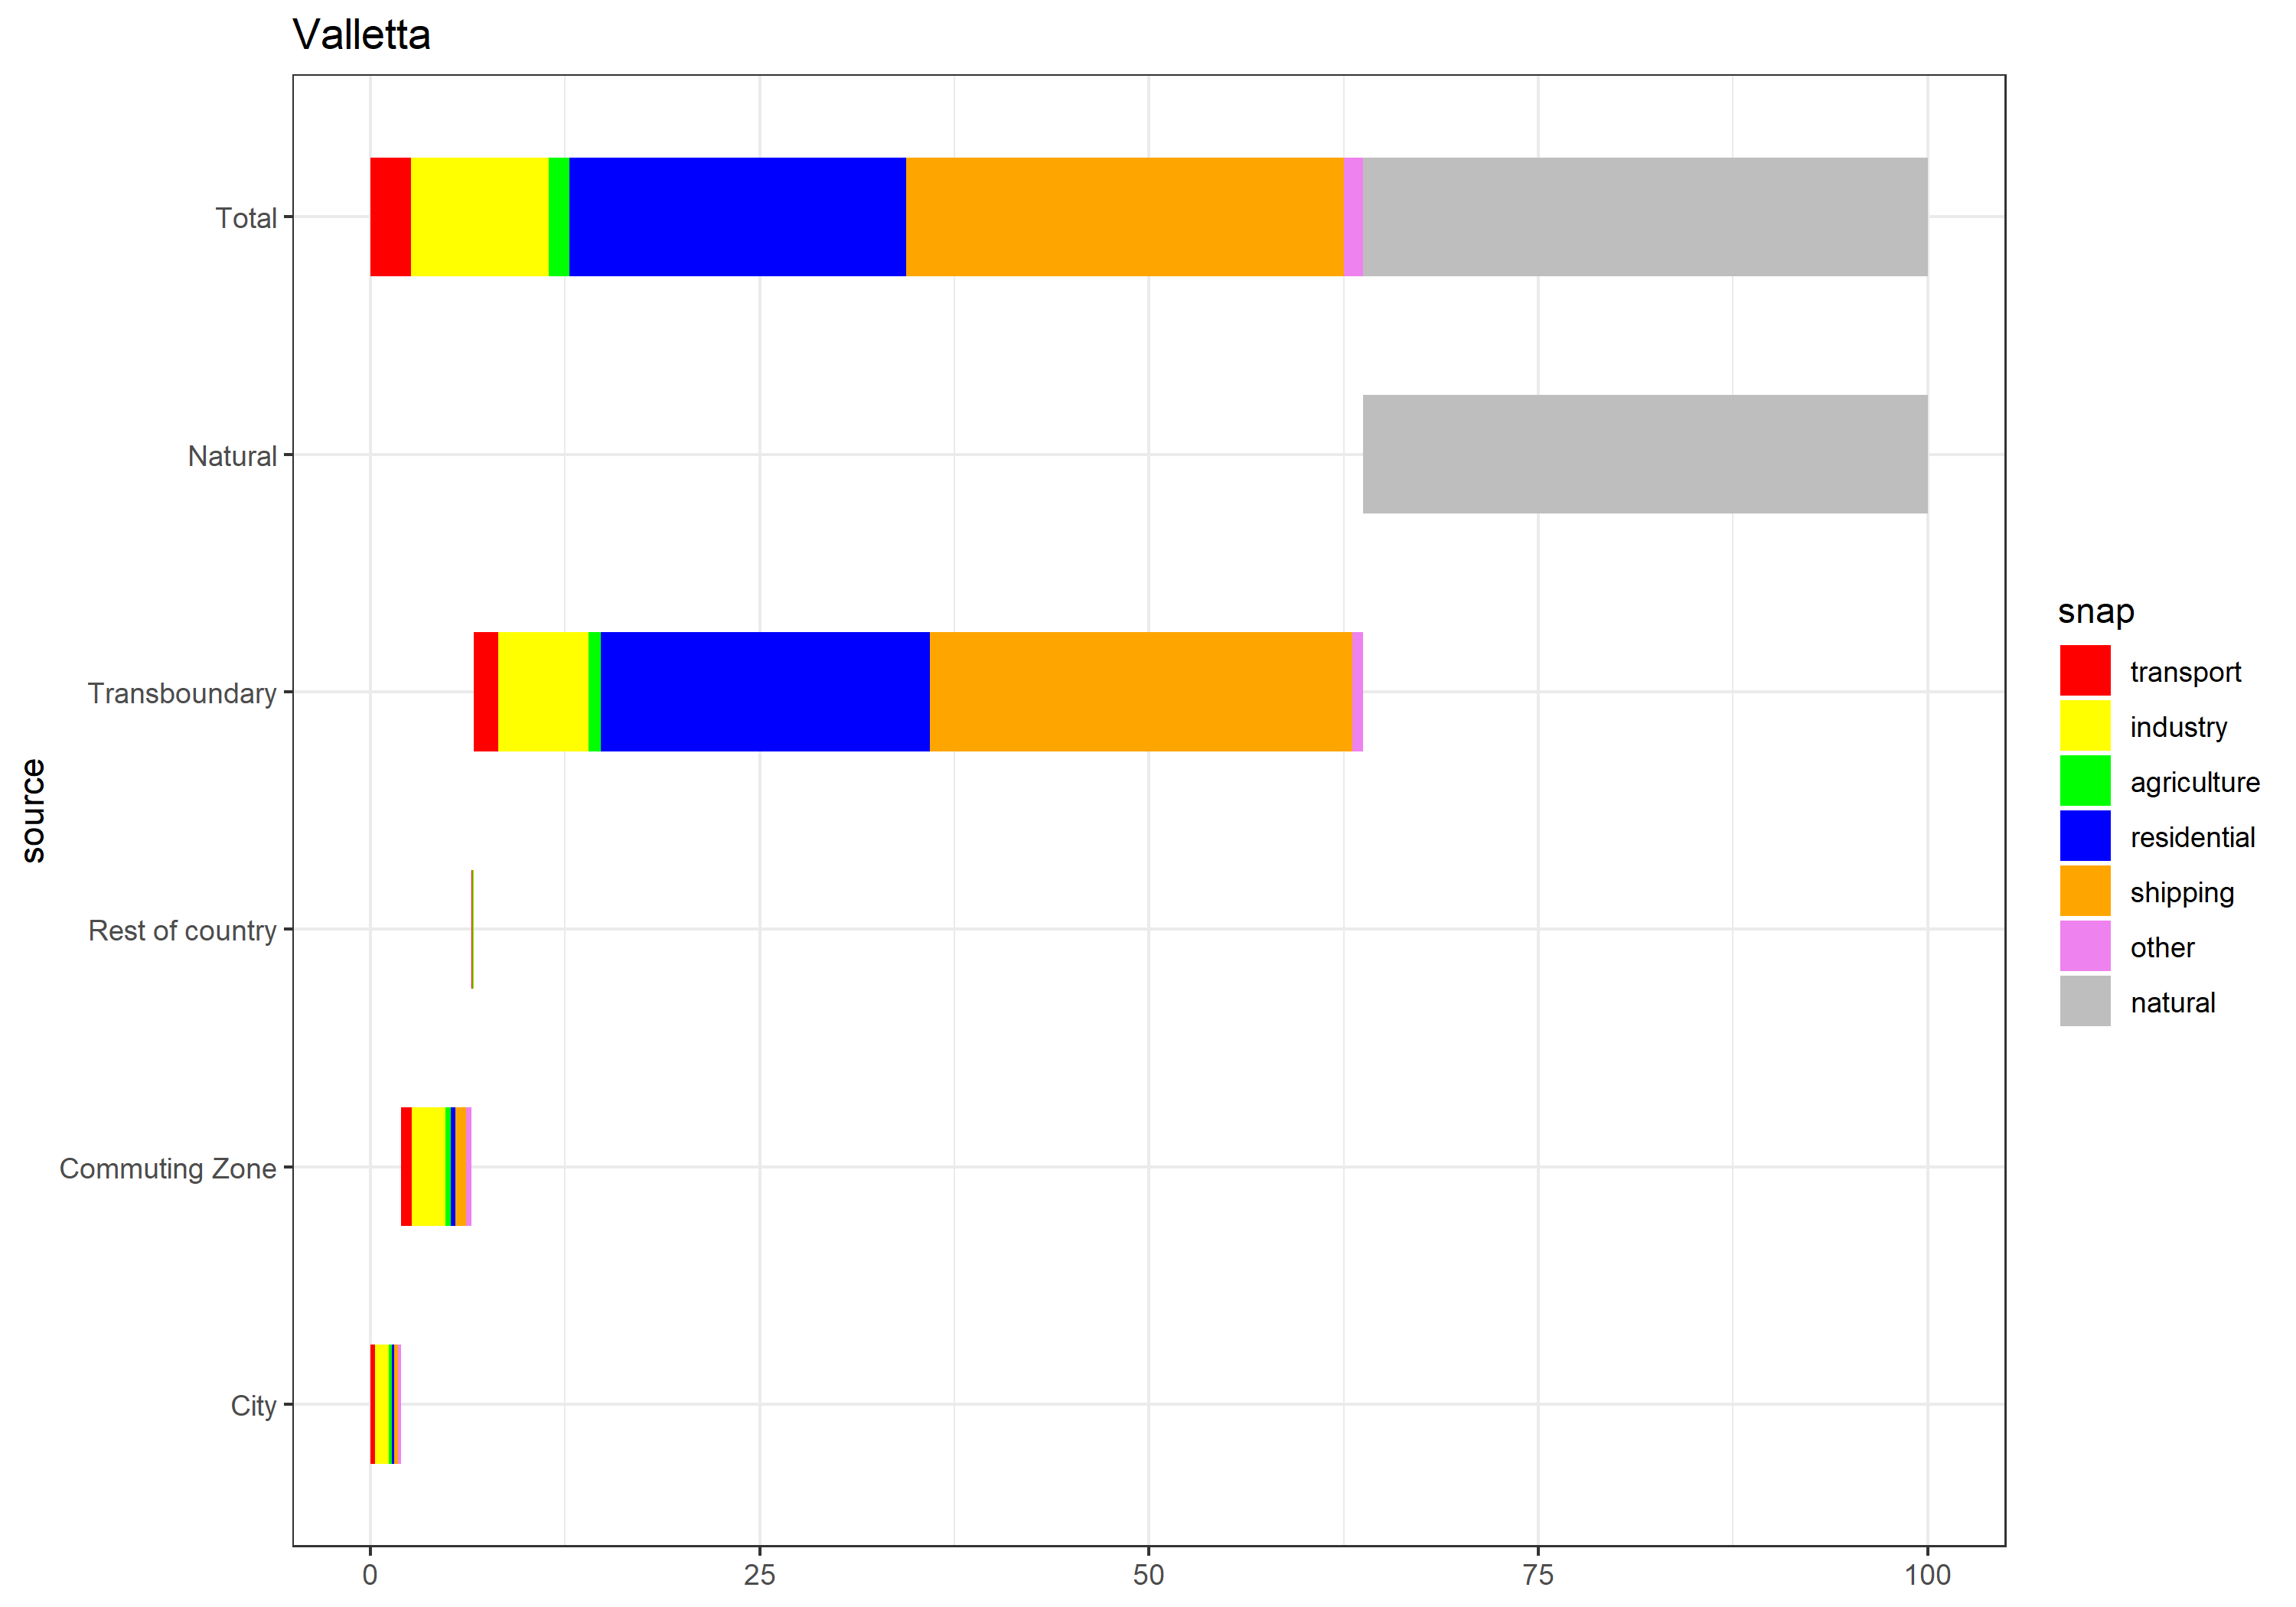 Valletta
source
Total
Natural
Transboundary
Rest of country
Commuting Zone
City
0 25 50 75 100
snap
transport
industry
agriculture
residential
shipping
other
natural